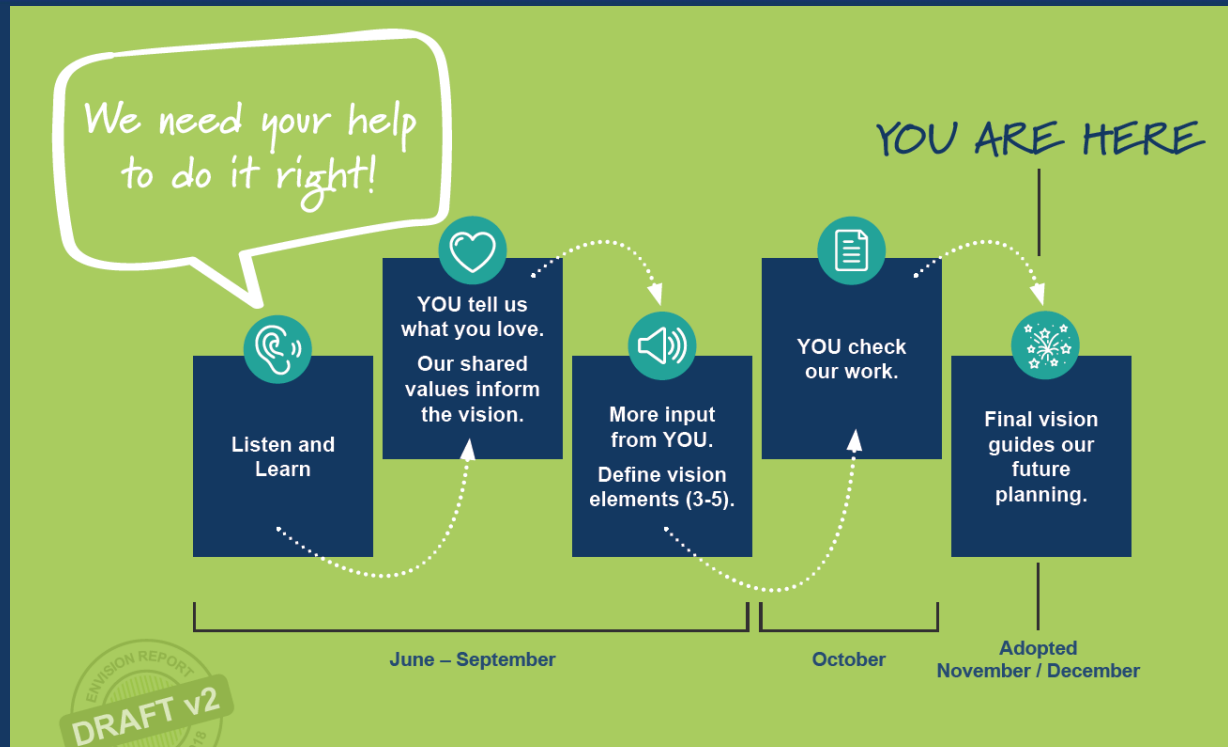 We need your help
to do it right!
YOU ARE HERE
Listen and
Learn
YOU tell us
what you love.
Our shared
values inform
the vision.
More input
from YOU.
Define vision
elements (3-5).
YOU check
our work.
Final vision
guides our
future
planning.
June – September
October
Adopted
November / December
ENVISION REPORT
DRAFT v2